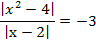 |x² − 4| / |x − 2| = −3